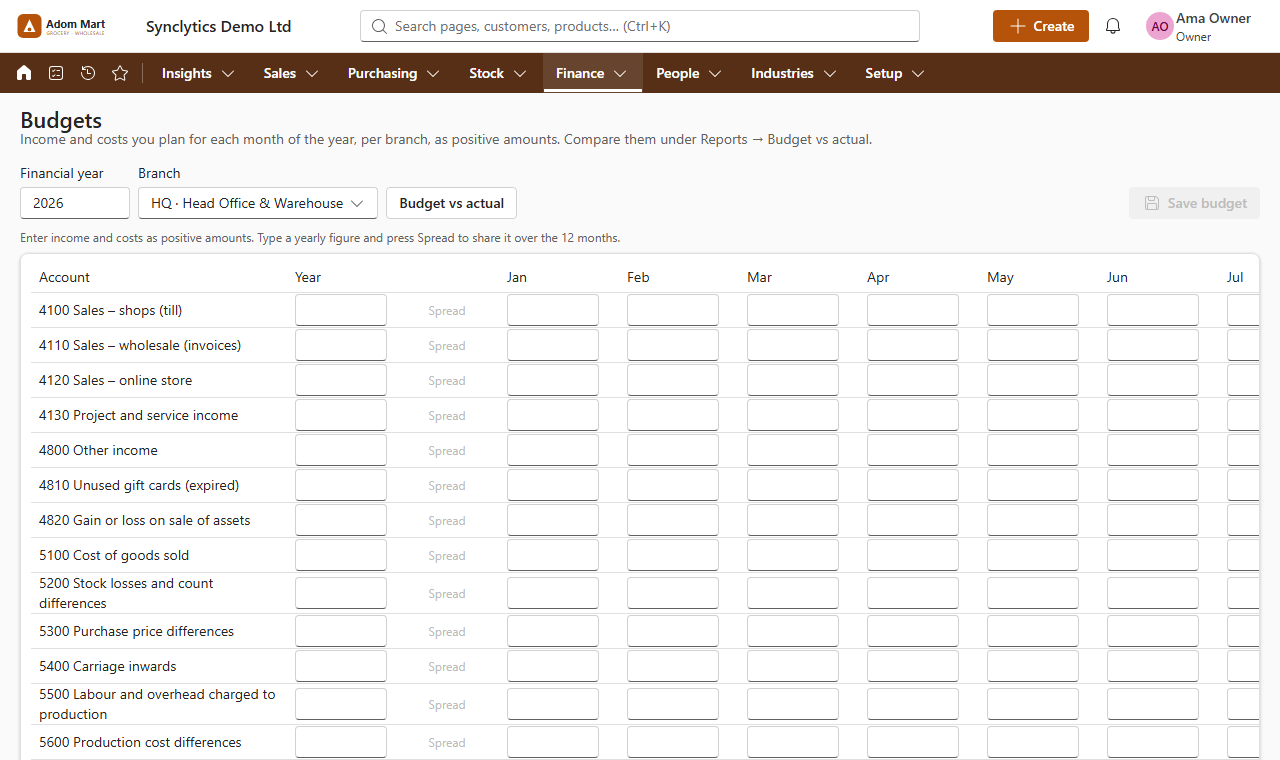 Adom Mart
GROCERY · WHOLESALE
Synclytics Demo Ltd
Search pages, customers, products... (Ctrl+K)
Create
AO
Ama Owner
Owner
Insights
Sales
Purchasing
Stock
Finance
People
Industries
Setup
Budgets
Income and costs you plan for each month of the year, per branch, as positive amounts. Compare them under Reports → Budget vs actual.
Financial year
Branch
2026
HQ · Head Office & Warehouse
Budget vs actual
Save budget
Enter income and costs as positive amounts. Type a yearly figure and press Spread to share it over the 12 months.
Account Year Jan Feb Mar Apr May Jun Jul
4100 Sales – shops (till) Spread
4110 Sales – wholesale (invoices) Spread
4120 Sales – online store Spread
4130 Project and service income Spread
4800 Other income Spread
4810 Unused gift cards (expired) Spread
4820 Gain or loss on sale of assets Spread
5100 Cost of goods sold Spread
5200 Stock losses and count
differences Spread
5300 Purchase price differences Spread
5400 Carriage inwards Spread
5500 Labour and overhead charged to
production Spread
5600 Production cost differences Spread